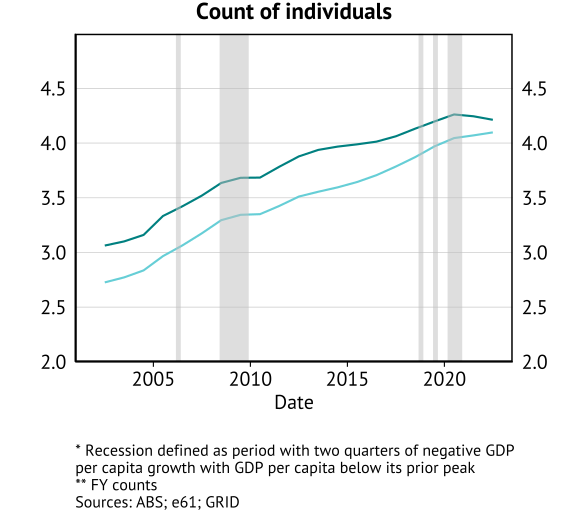 Count of individuals
4.5 4.5
4.0 4.0
3.5 3.5
3.0 3.0
2.5 2.5
2.0 2.0
2005 2010 2015 2020
Date
* Recession defined as period with two quarters of negative GDP
per capita growth with GDP per capita below its prior peak
** FY counts
Sources: ABS; e61; GRID